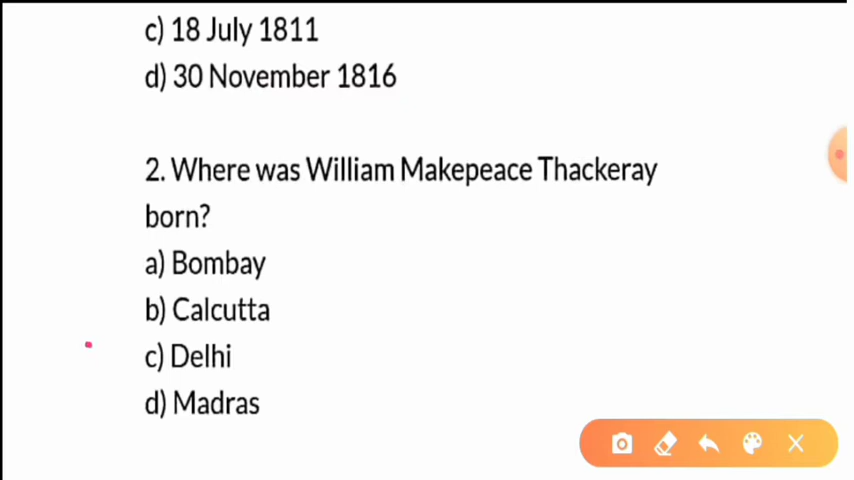 c) 18 July 1811
d) 30 November 1816
2. Where was William Makepeace Thackeray
born?
a) Bombay
b) Calcutta
c) Delhi
d) Madras